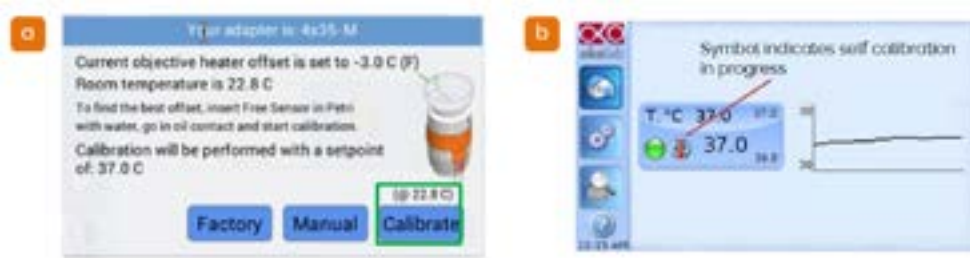 a
Your adapter is: 4x35-M
Current objective heater offset is set to -3.0 C (F)
Room temperature is 22.8 C
To find the best offset, insert Free Sensor in Petri
with water, go in oil contact and start calibration.
Calibration will be performed with a setpoint
of: 37.0 C
(@ 22.8 C)
Factory Manual Calibrate
b
Symbol indicates self calibration
in progress
T. °C 37.0
37.0